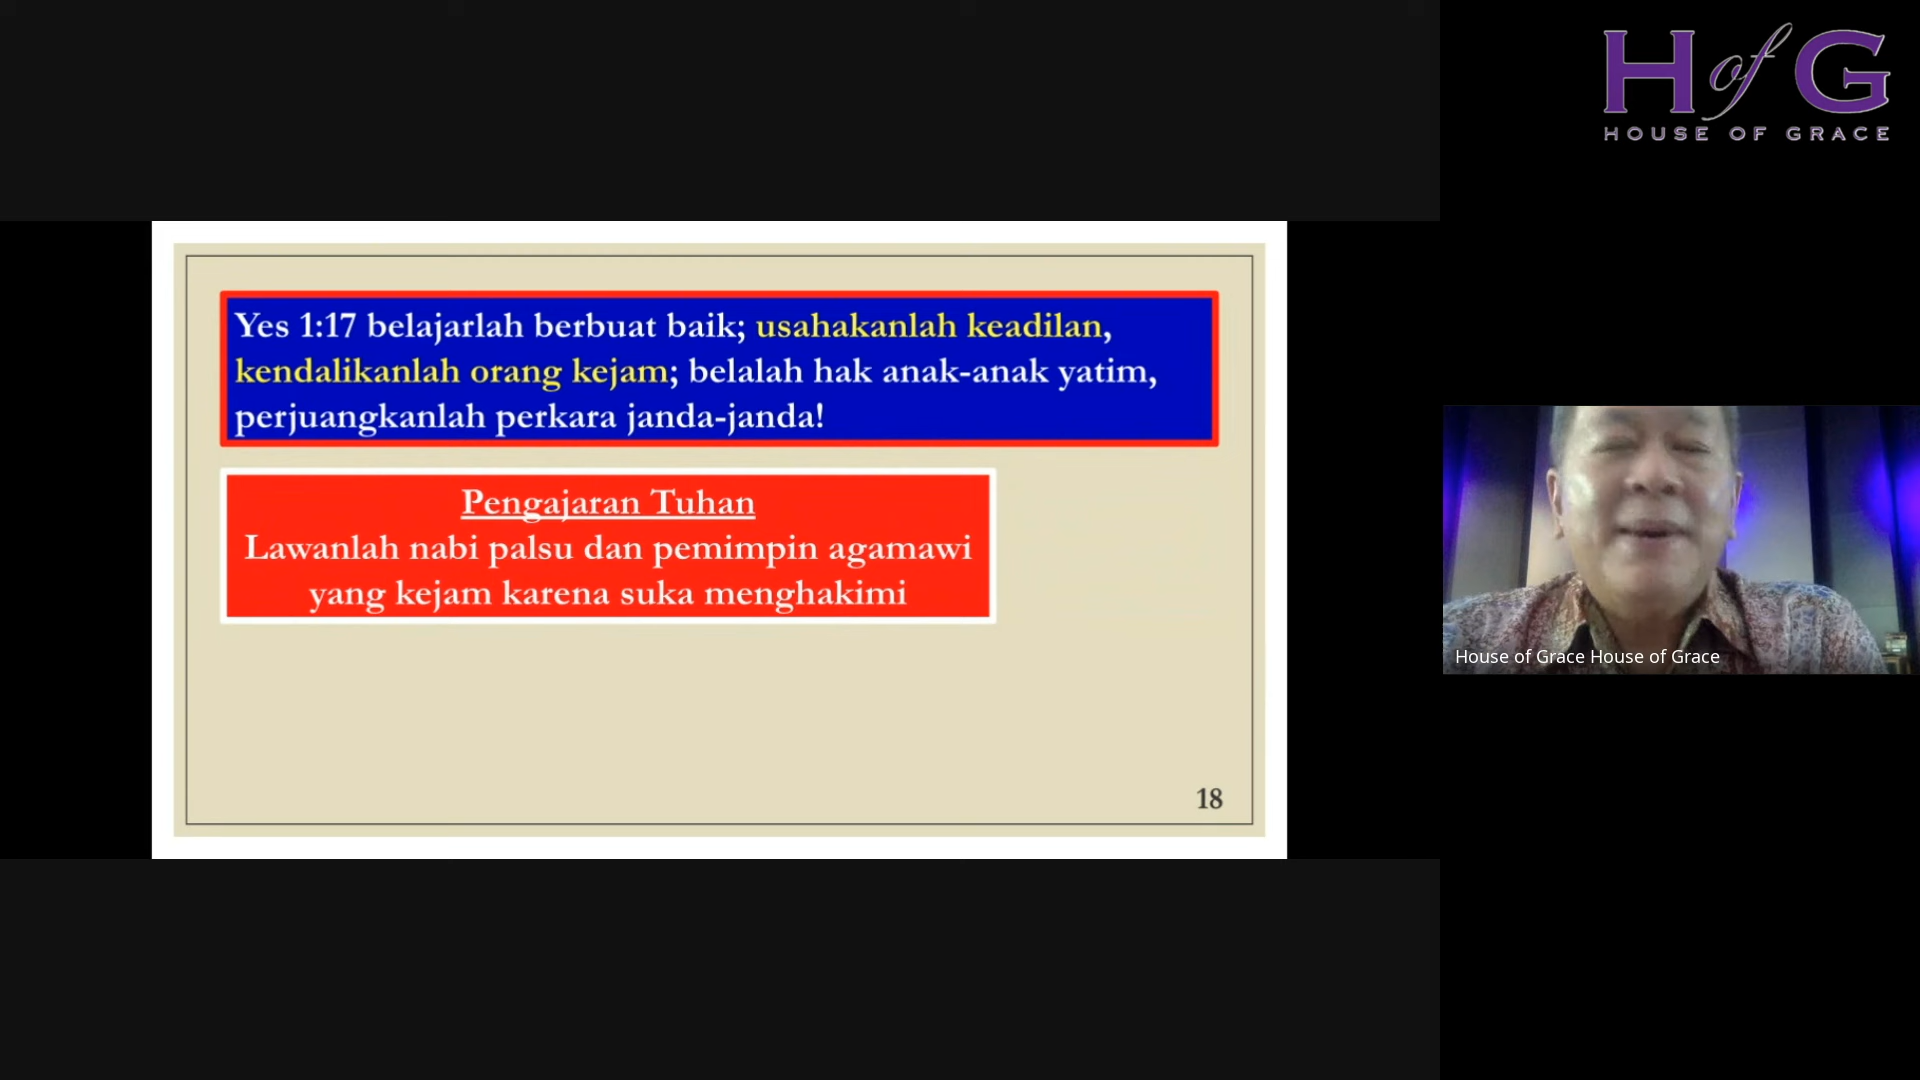 H of G
HOUSE OF GRACE
Yes 1:17 belajarlah berbuat baik; usahakanlah keadilan,
kendalikanlah orang kejam; belalah hak anak-anak yatim,
perjuangkanlah perkara janda-janda!
Pengajaran Tuhan
Lawanlah nabi palsu dan pemimpin agamawi
yang kejam karena suka menghakimi
18
House of Grace House of Grace